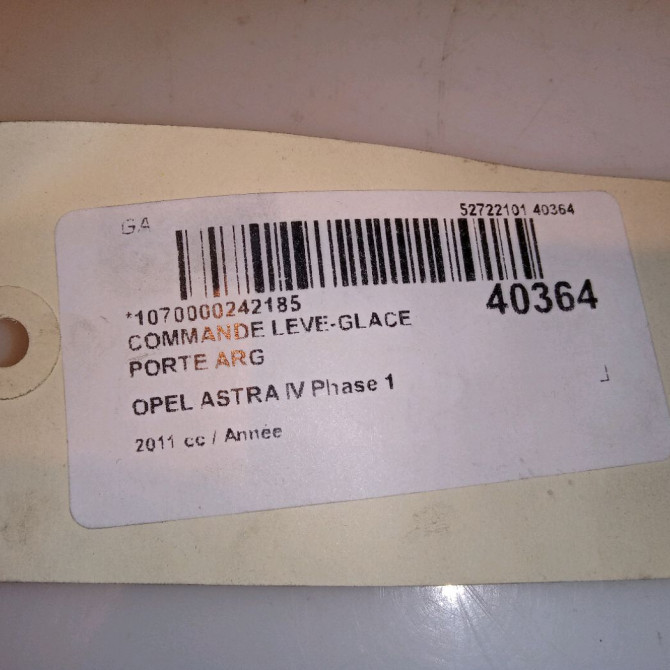 GA
52722101 40364
*1070000242185
40364
COMMANDE LEVE-GLACE
PORTE ARG
OPEL ASTRA IV Phase 1
2011 cc / Année